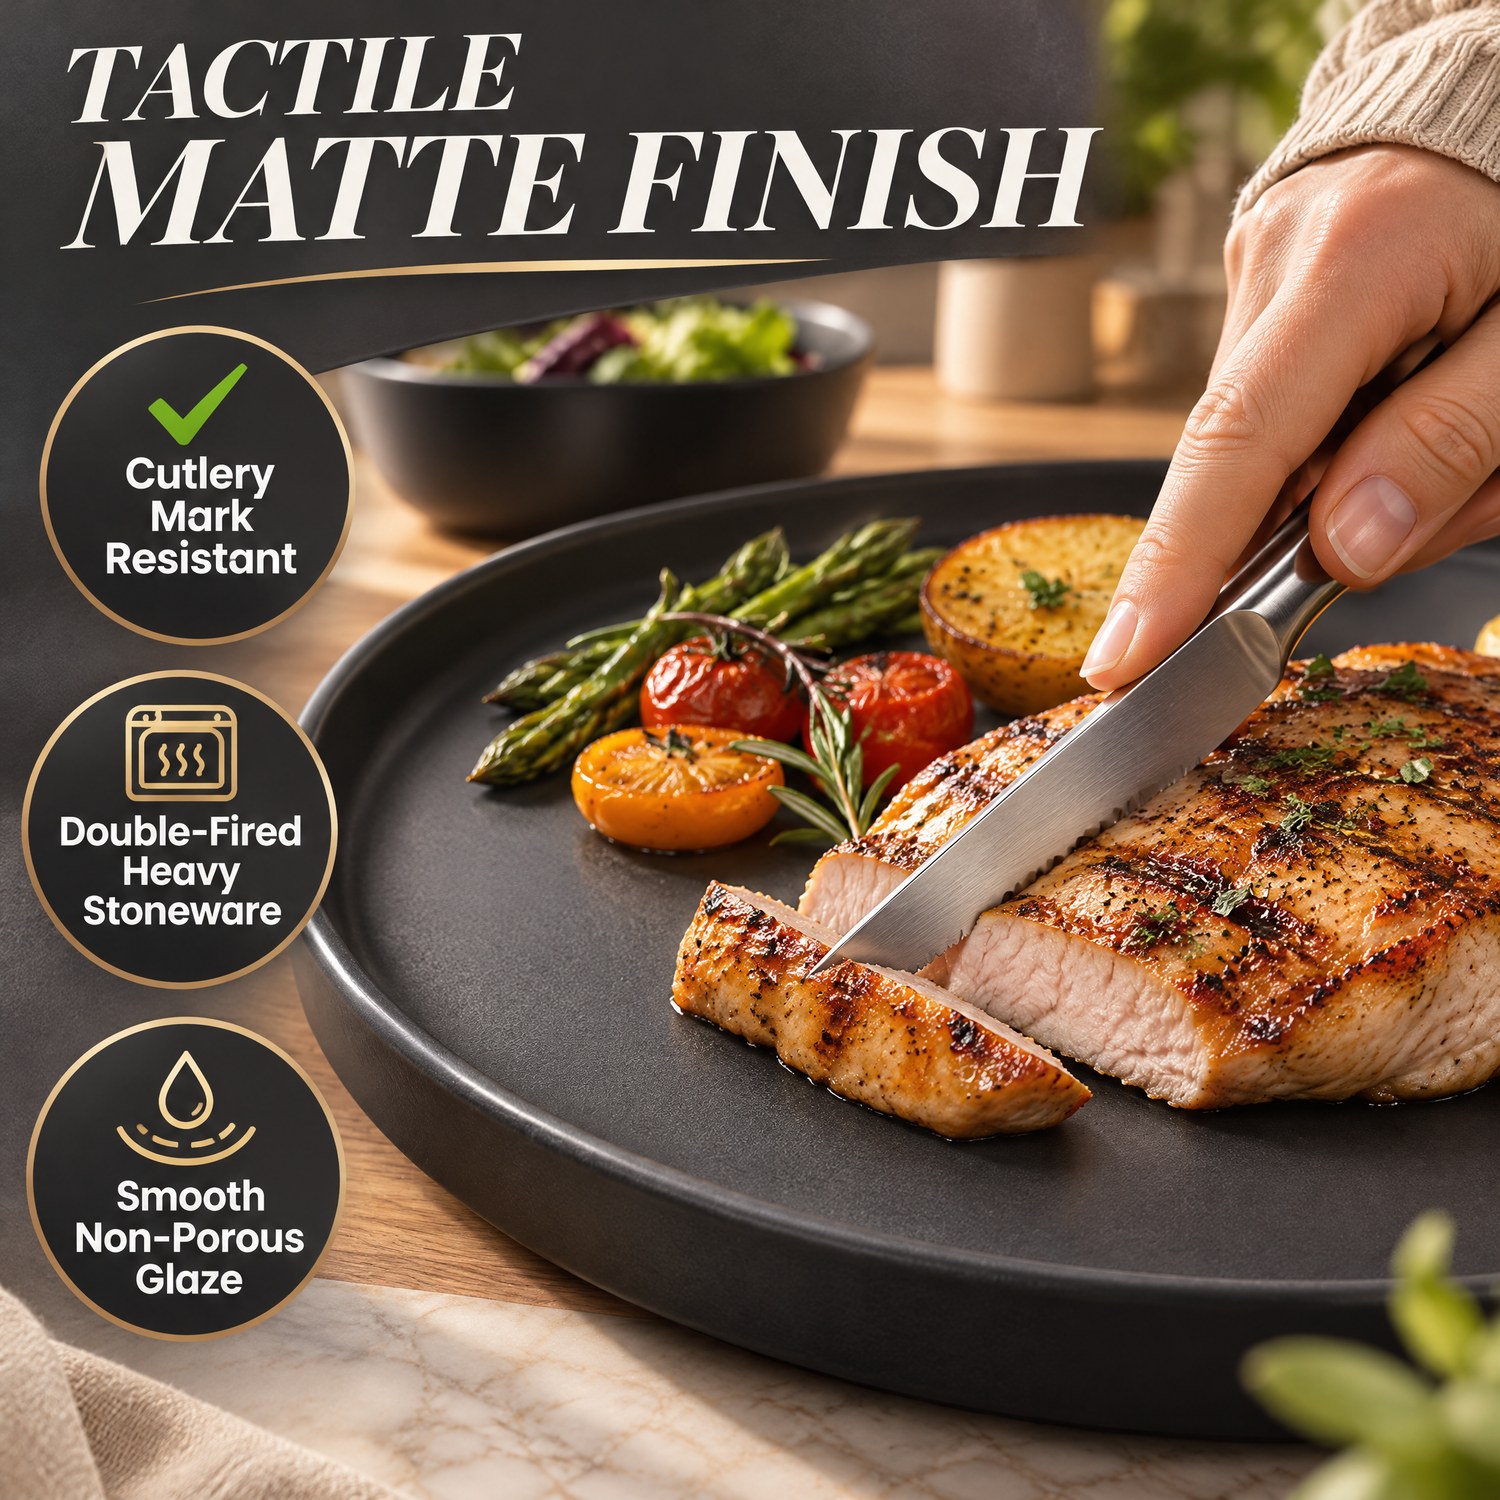 TACTILE
MATTE FINISH
Cutlery
Mark
Resistant
Double-Fired
Heavy
Stoneware
Smooth
Non-Porous
Glaze